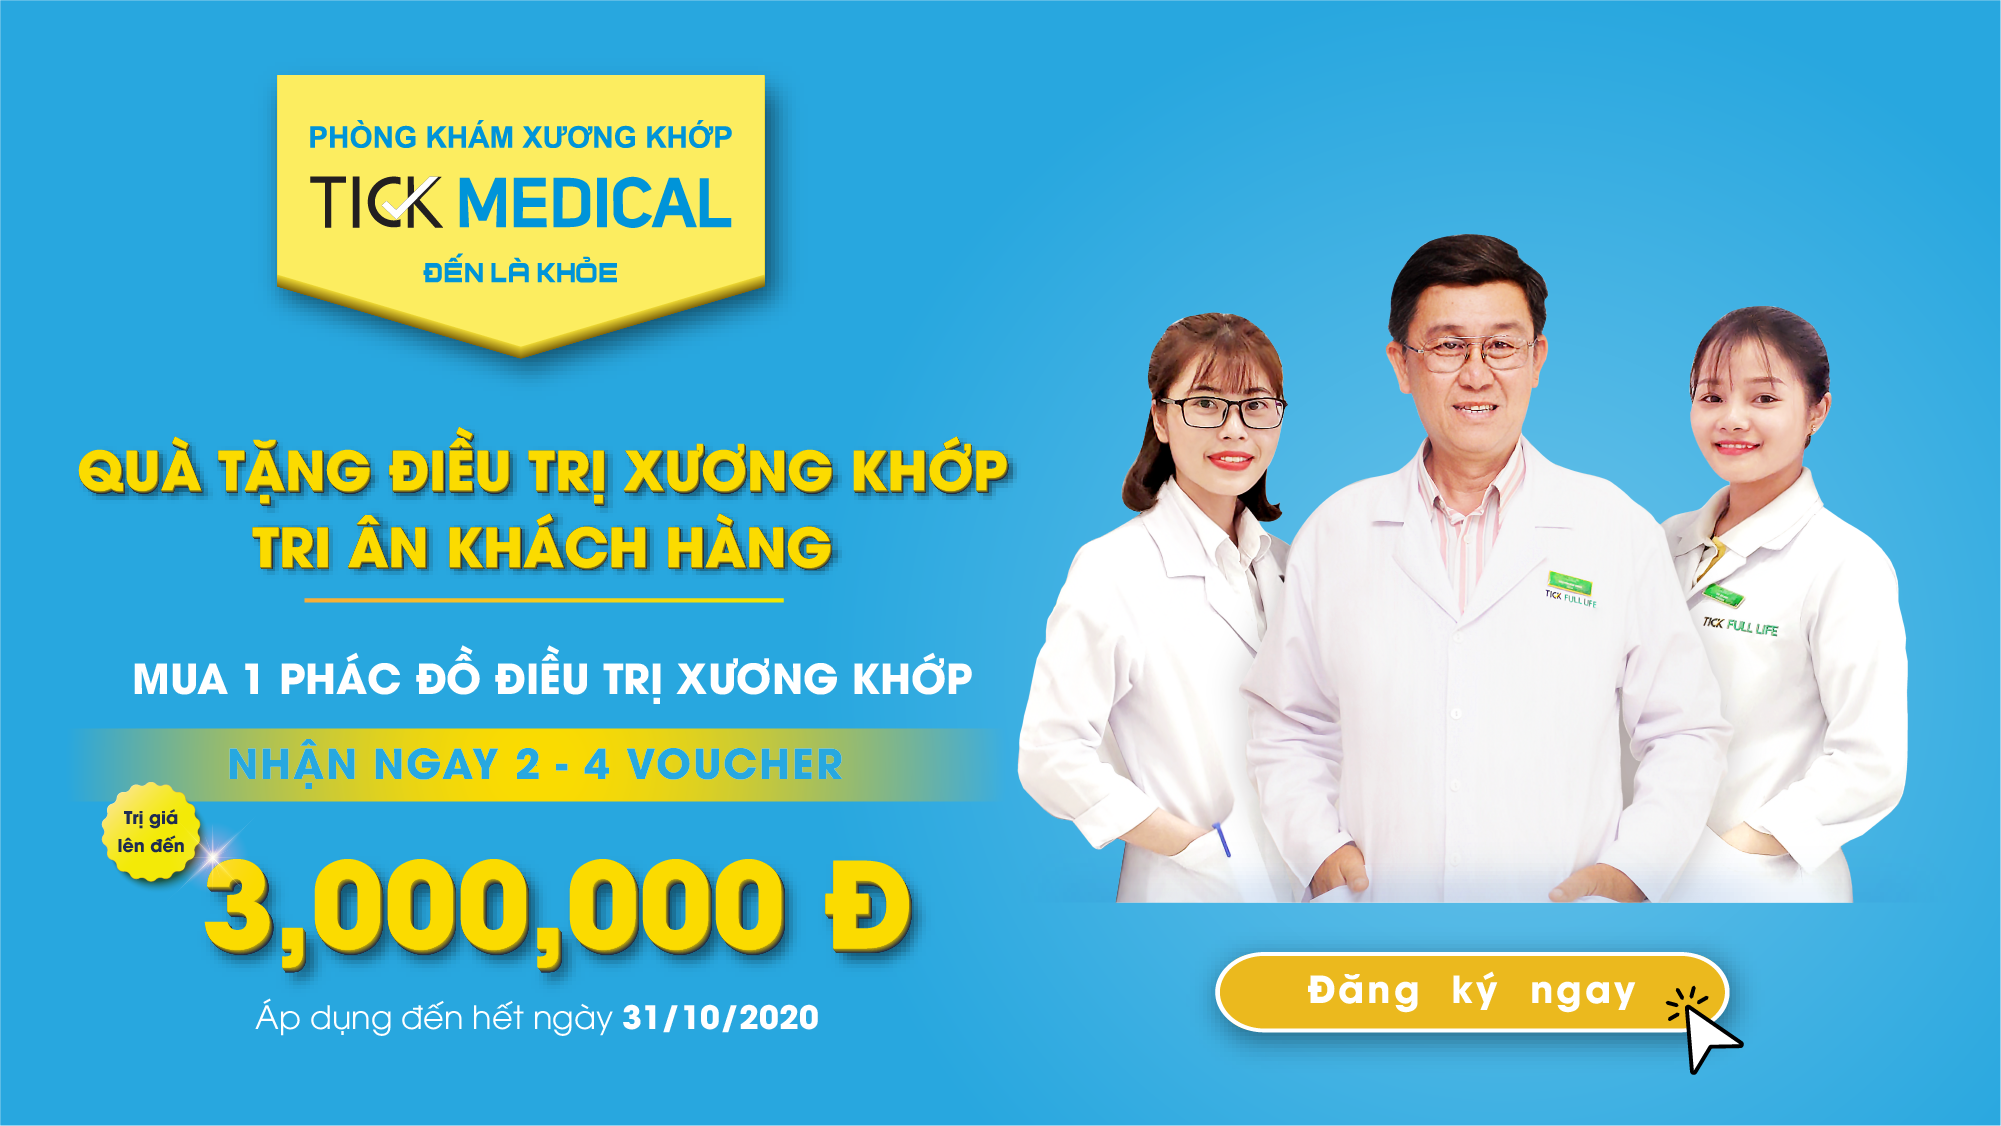 PHÒNG KHÁM XƯƠNG KHỚP
TICK MEDICAL
ĐẾN LÀ KHỎE
QUÀ TẶNG ĐIỀU TRỊ XƯƠNG KHỚP
TRI ÂN KHÁCH HÀNG
MUA 1 PHÁC ĐỒ ĐIỀU TRỊ XƯƠNG KHỚP
NHẬN NGAY 2 - 4 VOUCHER
Trị giá
lên đến
3,000,000 Đ
Áp dụng đến hết ngày 31/10/2020
TICK FULL LIFE
TICK FULL LIFE
Đăng ký ngay